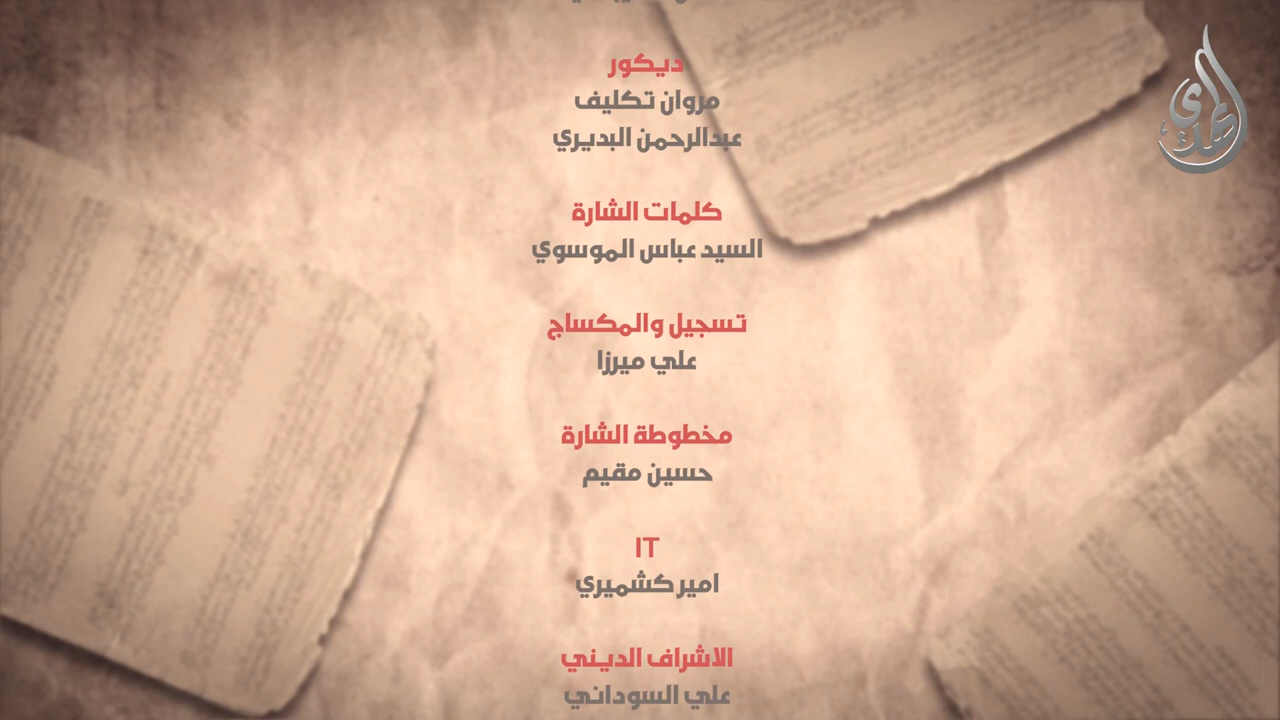 ديكور
مروان تكليف
عبدالرحمن البديري
كلمات الشارة
السيد عباس الموسوي
تسجيل والمكساج
علي ميرزا
مخطوطة الشارة
حسين مقيم
IT
امير كشميري
الاشراف الديني
علي السوداني